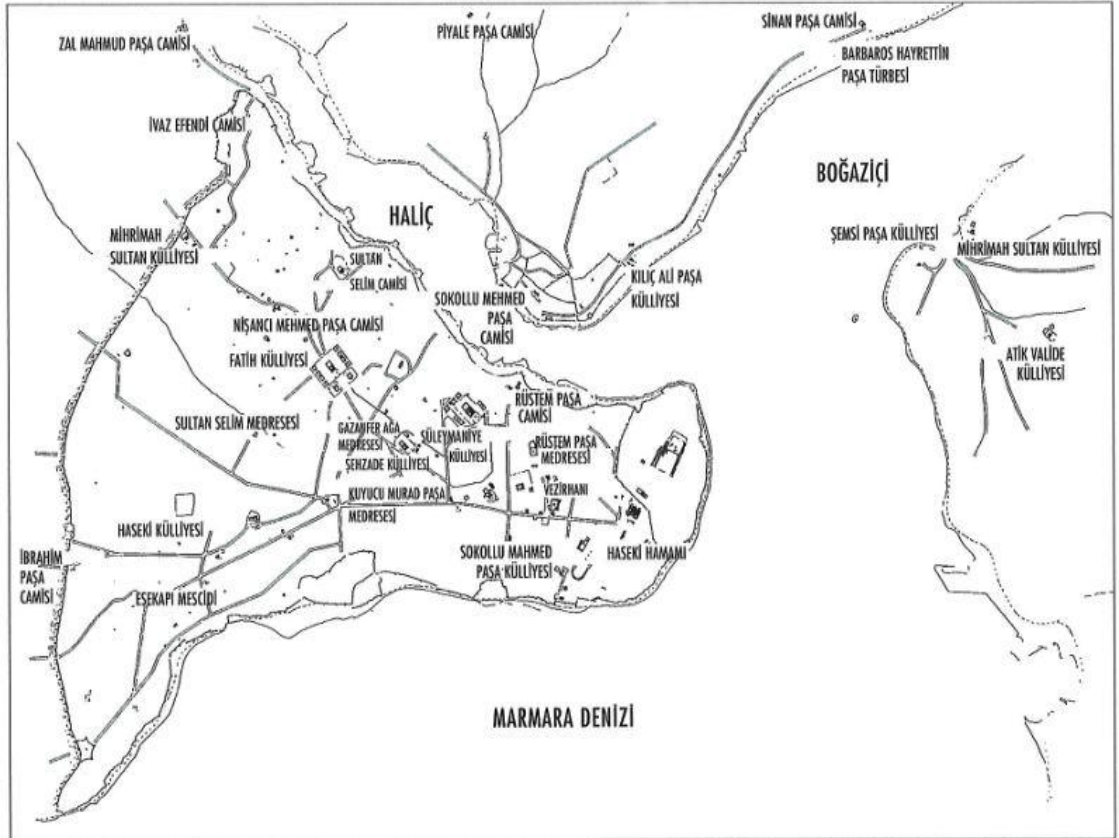 ZAL MAHMUD PAŞA CAMİSİ
PİYALE PAŞA CAMİSİ
SİNAN PAŞA CAMİSİ
BARBAROS HAYRETTİN
PAŞA TÜRBESİ
İVAZ EFENDİ CAMİSİ
BOĞAZİÇİ
HALİÇ
MİHRİMAH
SULTAN KÜLLİYESİ
SULTAN
SELİM CAMİSİ
ŞEMSİ PAŞA KÜLLİYESİ
MİHRİMAH SULTAN KÜLLİYESİ
KILIÇ ALİ PAŞA
KÜLLİYESİ
SOKOLLU MEHMED
PAŞA
CAMİSİ
NİŞANCI MEHMED PAŞA CAMİSİ
FATİH KÜLLİYESİ
ATİK VALİDE
KÜLLİYESİ
RÜSTEM PAŞA
CAMİSİ
SULTAN SELİM MEDRESESİ
GAZANFER AĞA
MEDRESESİ
SÜLEYMANİYE
KÜLLİYESİ
RÜSTEM PAŞA
MEDRESESİ
ŞEHZADE KÜLLİYESİ
VEZİRHANI
KUYUCU MURAD PAŞA
MEDRESESİ
HASEKİ KÜLLİYESİ
SOKOLLU MAHMED
PAŞA KÜLLİYESİ
HASEKİ HAMAMI
İBRAHİM
PAŞA
CAMİSİ
ESEKAPI MESCİDİ
MARMARA DENİZİ